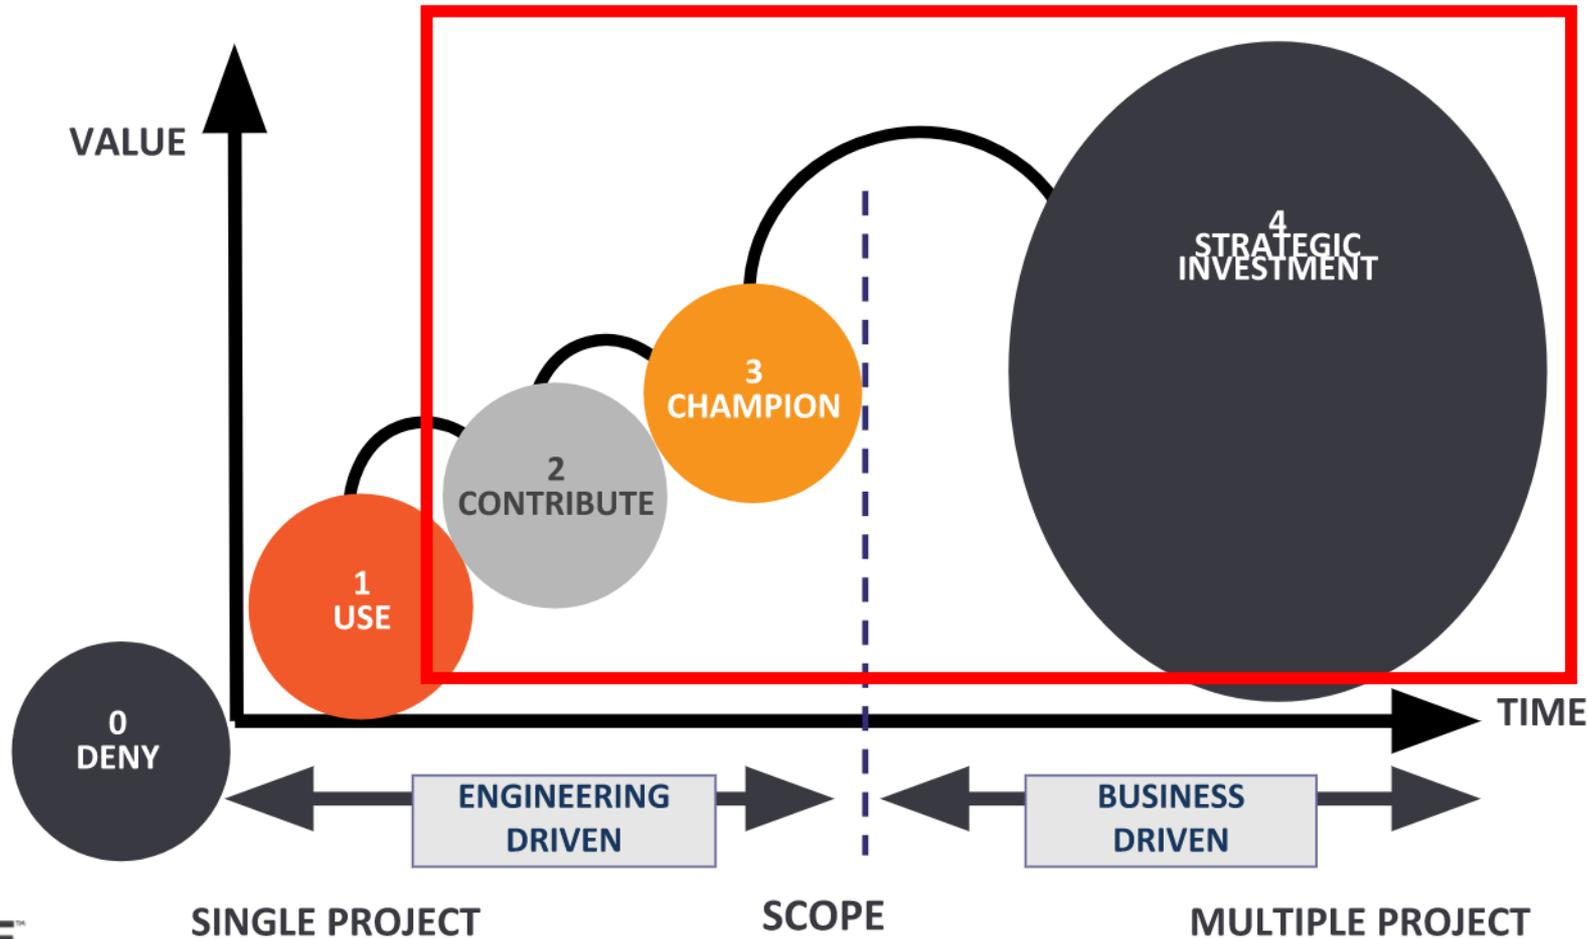 VALUE
4
STRATEGIC
INVESTMENT
3
CHAMPION
2
CONTRIBUTE
1
USE
0
DENY
TIME
ENGINEERING
DRIVEN
BUSINESS
DRIVEN
SINGLE PROJECT
SCOPE
MULTIPLE PROJECT